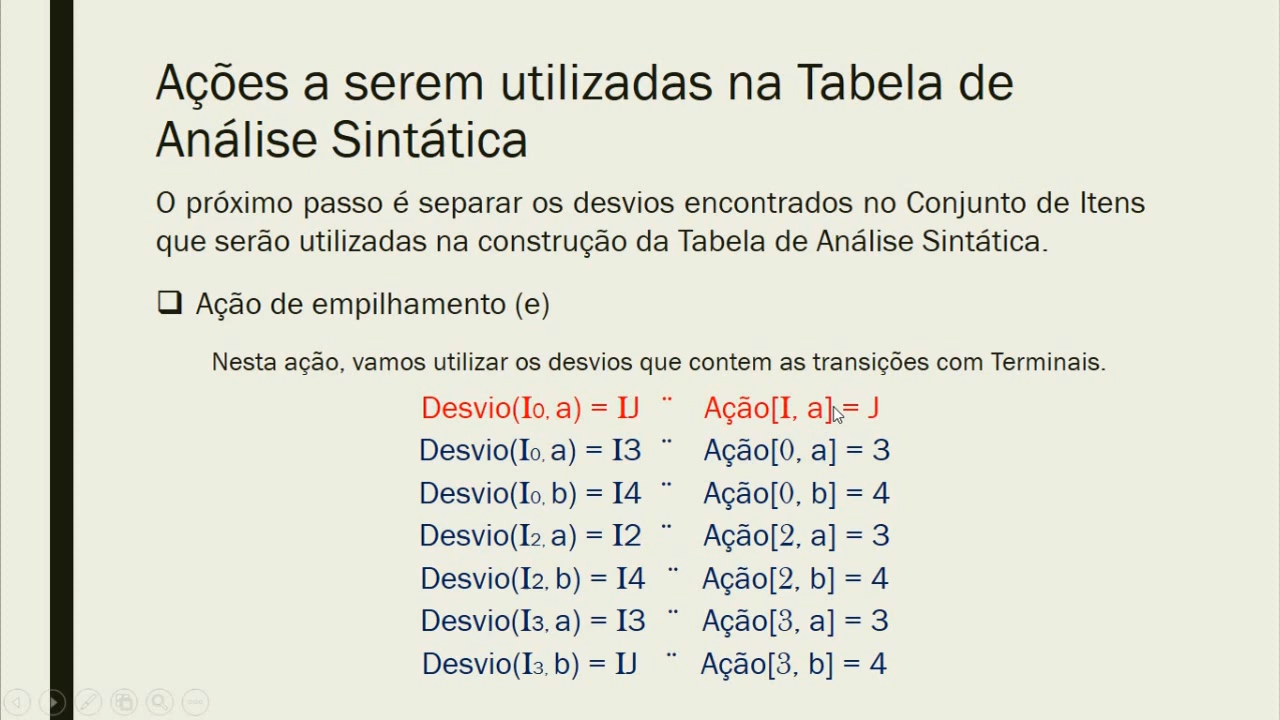 Ações a serem utilizadas na Tabela de
Análise Sintática
O próximo passo é separar os desvios encontrados no Conjunto de Itens
que serão utilizadas na construção da Tabela de Análise Sintática.
❑ Ação de empilhamento (e)
Nesta ação, vamos utilizar os desvios que contem as transições com Terminais.
Desvio(I0, a) = IJ ¨ Ação[I, a] = J
Desvio(I0, a) = I3 ¨ Ação[0, a] = 3
Desvio(I0, b) = I4 ¨ Ação[0, b] = 4
Desvio(I2, a) = I2 ¨ Ação[2, a] = 3
Desvio(I2, b) = I4 ¨ Ação[2, b] = 4
Desvio(I3, a) = I3 ¨ Ação[3, a] = 3
Desvio(I3, b) = IJ ¨ Ação[3, b] = 4